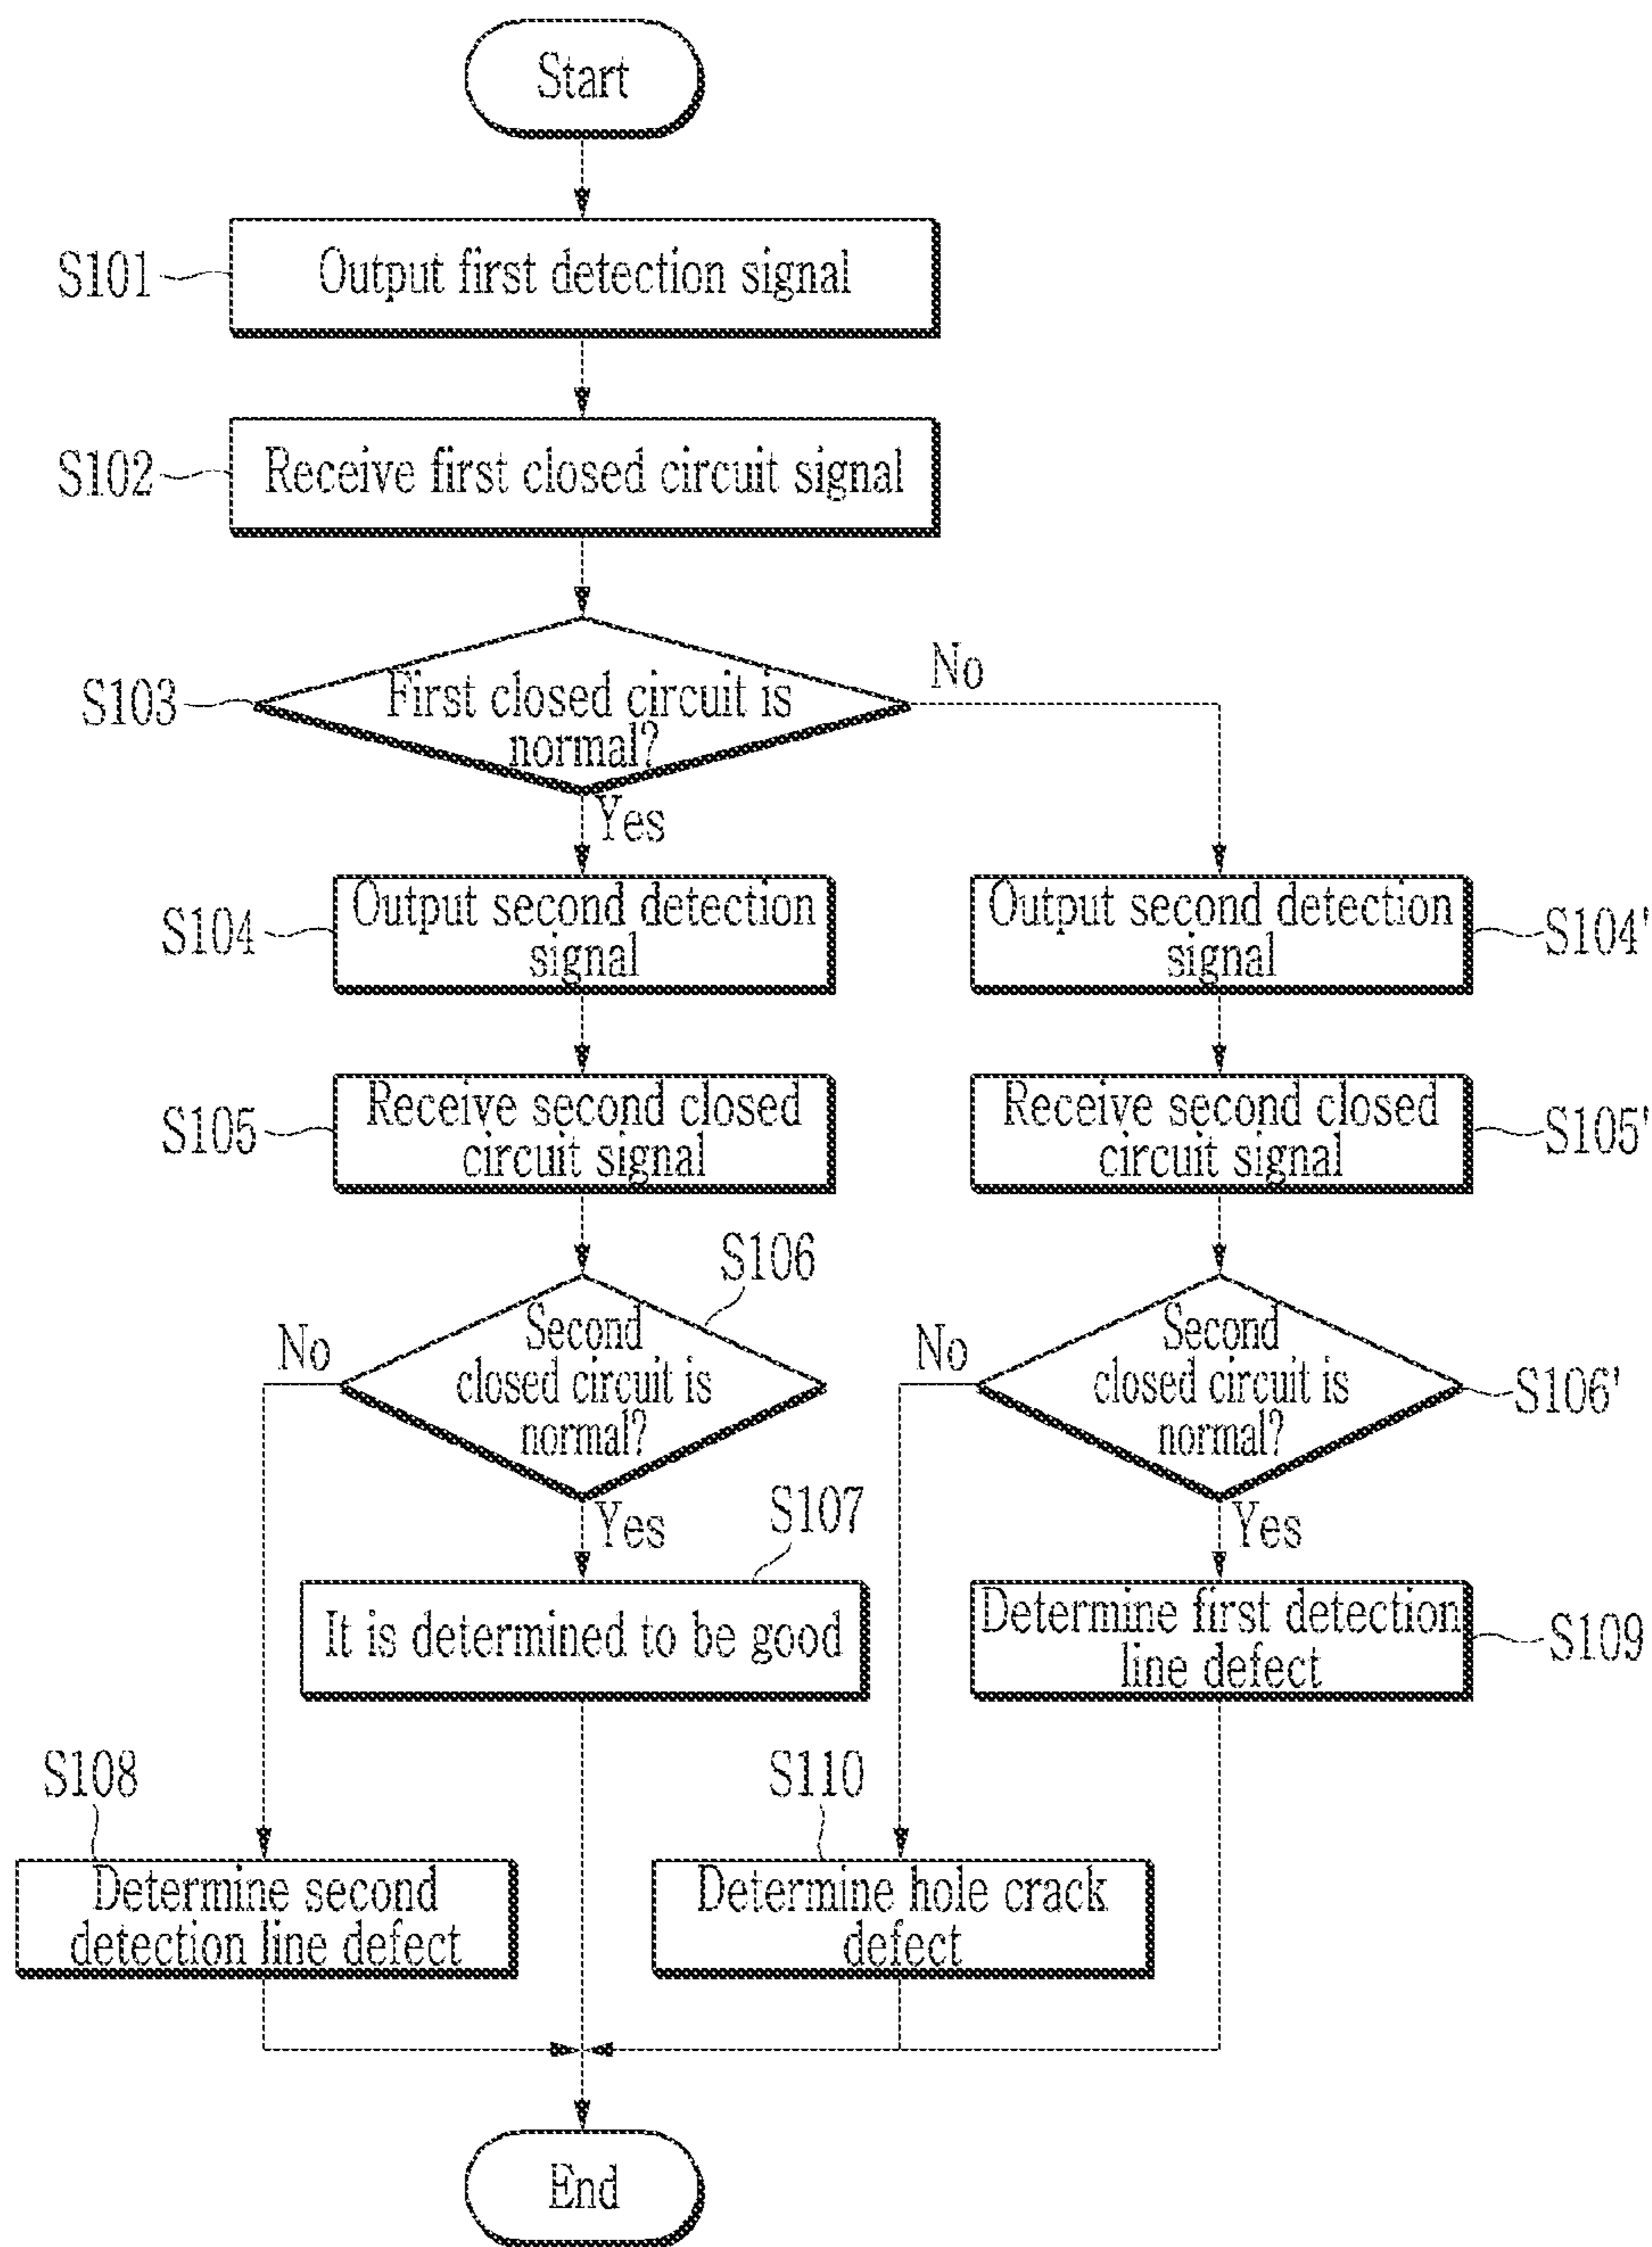 Start
S101
Output first detection signal
S102
Receive first closed circuit signal
S103
First closed circuit is
normal?
No
Yes
S104
Output second detection
signal
Output second detection
signal
S104'
S105
Receive second closed
circuit signal
Receive second closed
circuit signal
S105'
S106
No
Second
closed circuit is
normal?
No
Second
closed circuit is
normal?
S106'
Yes
S107
Yes
It is determined to be good
Determine first detection
line defect
S109
S108
S110
Determine second
detection line defect
Determine hole crack
defect
End